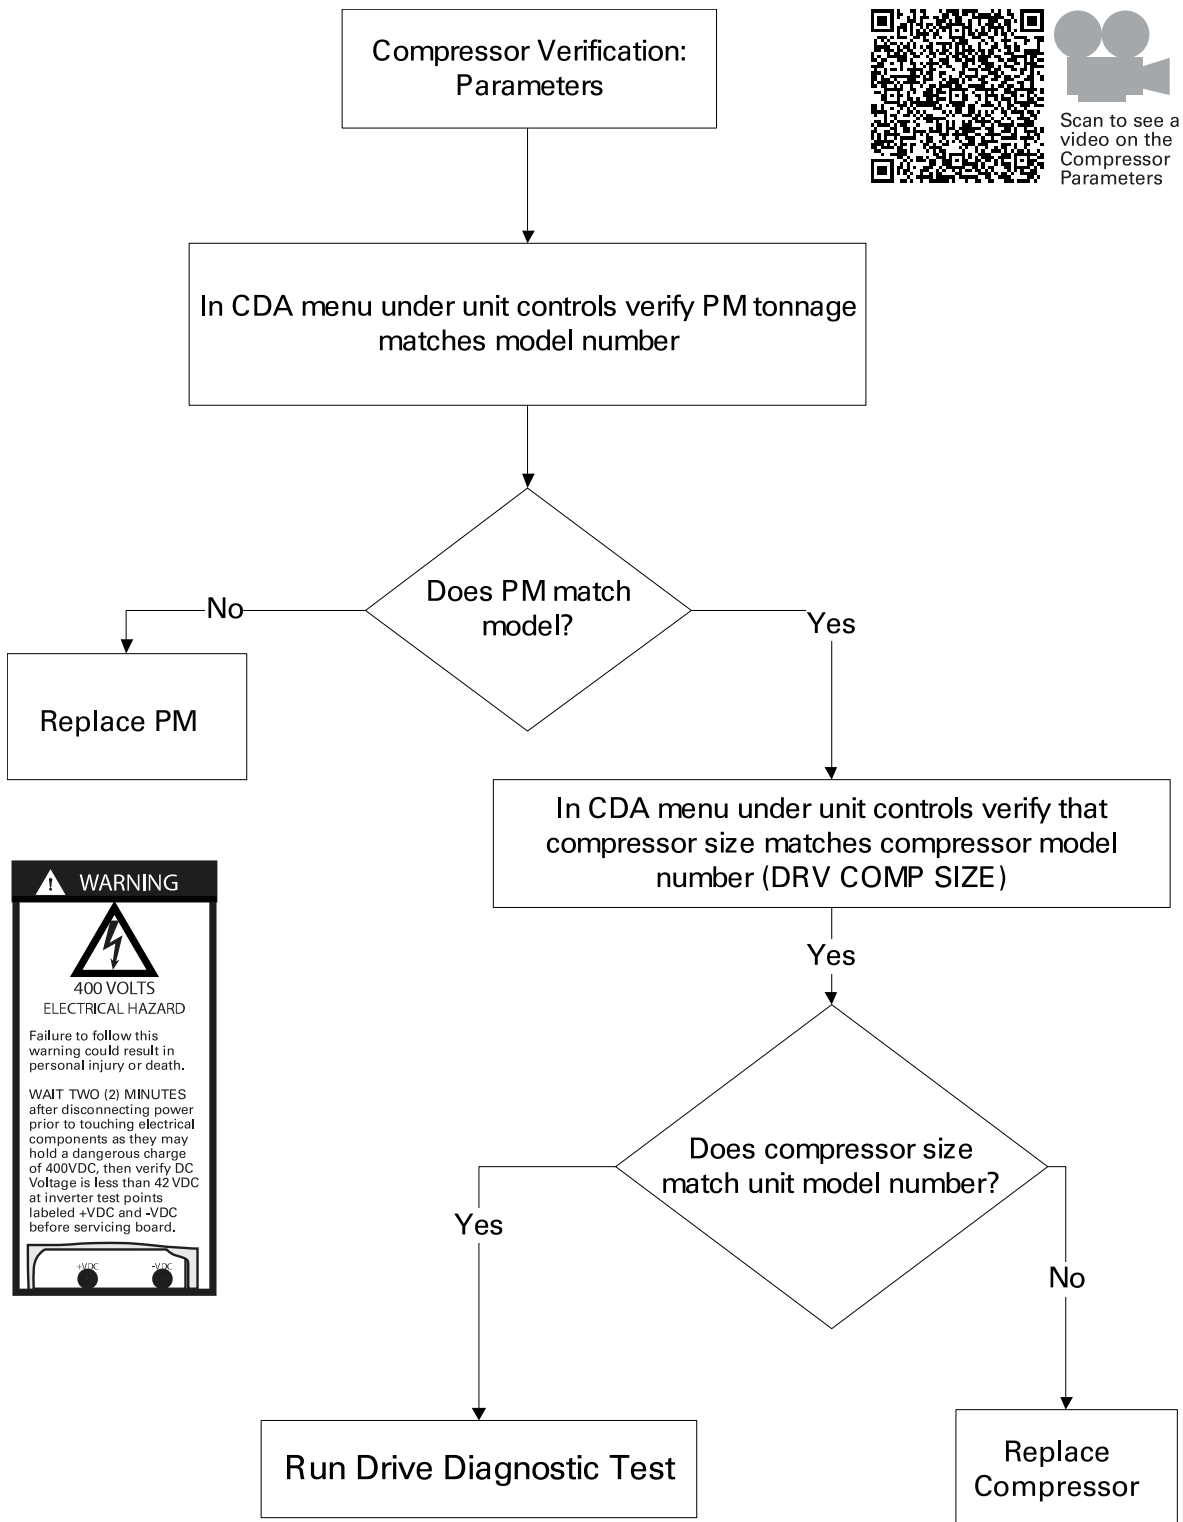 Compressor Verification:
Parameters
Scan to see a
video on the
Compressor
Parameters
In CDA menu under unit controls verify PM tonnage
matches model number
Does PM match
model?
No
Yes
Replace PM
In CDA menu under unit controls verify that
compressor size matches compressor model
number (DRV COMP SIZE)
Yes
WARNING
400 VOLTS
ELECTRICAL HAZARD
Failure to follow this
warning could result in
personal injury or death.
WAIT TWO (2) MINUTES
after disconnecting power
prior to touching electrical
components as they may
hold a dangerous charge
of 400VDC, then verify DC
Voltage is less than 42 VDC
at inverter test points
labeled +VDC and -VDC
before servicing board.
+VDC -VDC
Does compressor size
match unit model number?
Yes
No
Run Drive Diagnostic Test
Replace
Compressor